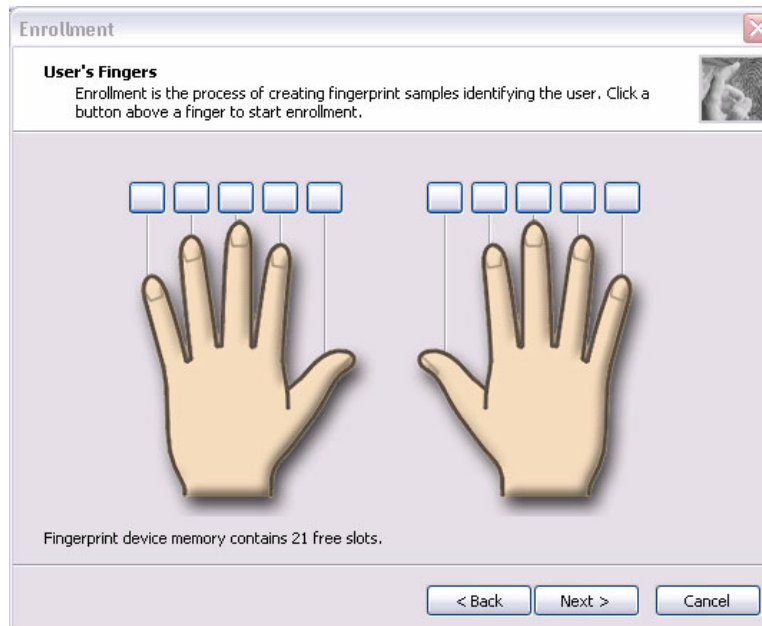 Enrollment
User's Fingers
Enrollment is the process of creating fingerprint samples identifying the user. Click a
button above a finger to start enrollment.
Fingerprint device memory contains 21 free slots.
< Back Next > Cancel